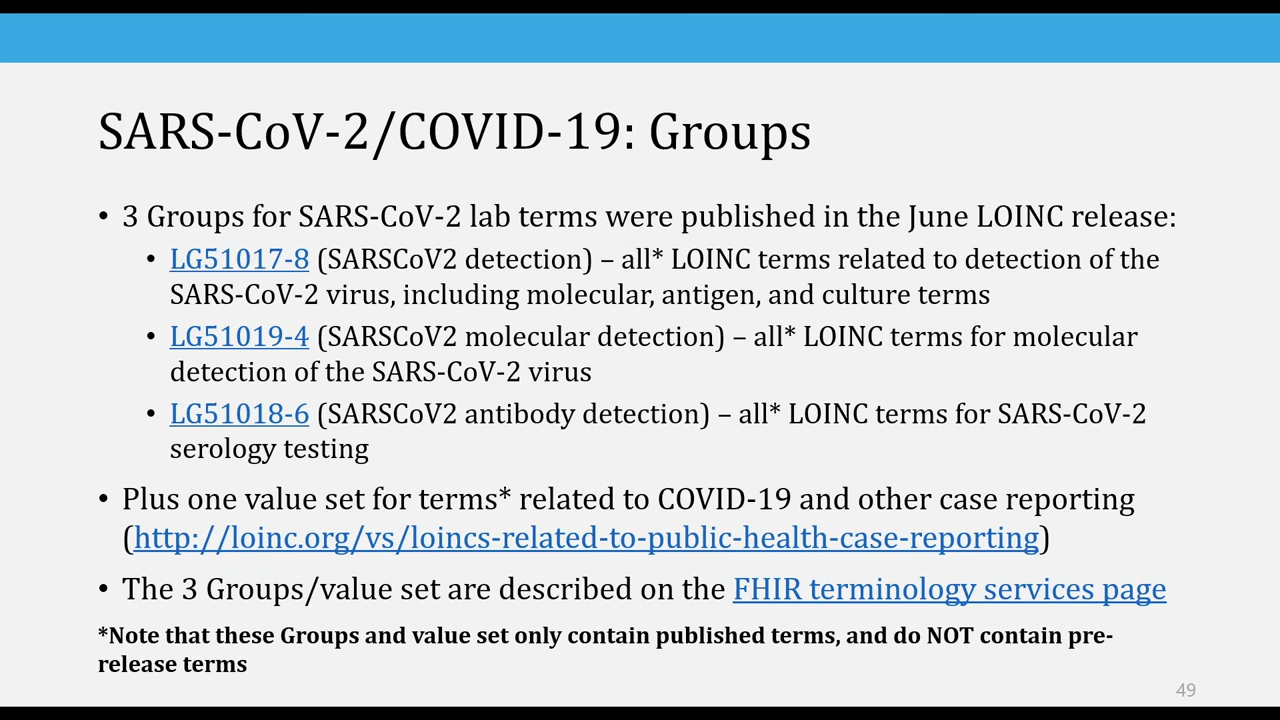 SARS-CoV-2/COVID-19: Groups
• 3 Groups for SARS-CoV-2 lab terms were published in the June LOINC release:
• LG51017-8 (SARSCoV2 detection) – all* LOINC terms related to detection of the
SARS-CoV-2 virus, including molecular, antigen, and culture terms
• LG51019-4 (SARSCoV2 molecular detection) – all* LOINC terms for molecular
detection of the SARS-CoV-2 virus
• LG51018-6 (SARSCoV2 antibody detection) – all* LOINC terms for SARS-CoV-2
serology testing
• Plus one value set for terms* related to COVID-19 and other case reporting
(http://loinc.org/vs/loincs-related-to-public-health-case-reporting)
• The 3 Groups/value set are described on the FHIR terminology services page
*Note that these Groups and value set only contain published terms, and do NOT contain pre-
release terms
49